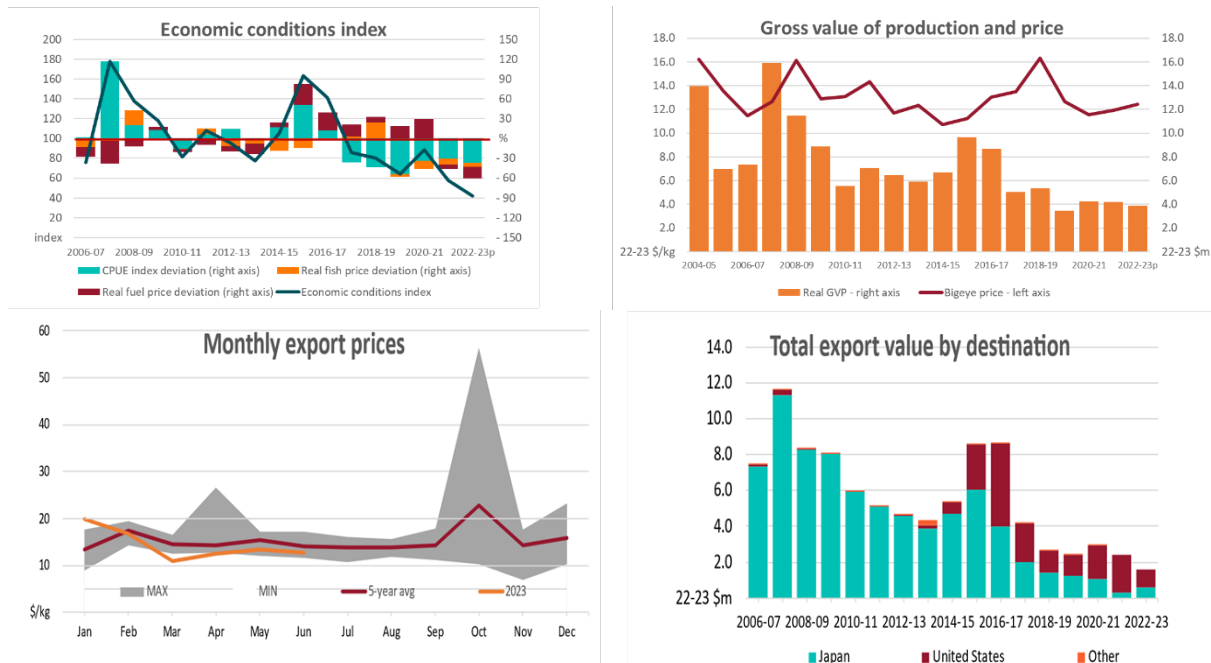 Economic conditions index
200 150
180 120
160 90
140 60
120 30
100 %
80 - 30
60 - 60
40 - 90
20 - 120
index - 150
2006-07 2008-09 2010-11 2012-13 2014-15 2016-17 2018-19 2020-21 2022-23p
CPUE index deviation (right axis) Real fish price deviation (right axis)
Real fuel price deviation (right axis) Economic conditions index
Gross value of production and price
18.0 18.0
16.0 16.0
14.0 14.0
12.0 12.0
10.0 10.0
8.0 8.0
6.0 6.0
4.0 4.0
2.0 2.0
22-23 $/kg 22-23 $m
2004-05 2006-07 2008-09 2010-11 2012-13 2014-15 2016-17 2018-19 2020-21 2022-23p
Real GVP - right axis Bigeye price - left axis
Monthly export prices
60
50
40
30
20
10
MAX MIN 5-year avg 2023
$/kg
Jan Feb Mar Apr May Jun Jul Aug Sep Oct Nov Dec
Total export value by destination
14.0
12.0
10.0
8.0
6.0
4.0
2.0
22-23 $m
2006-07 2008-09 2010-11 2012-13 2014-15 2016-17 2018-19 2020-21 2022-23
Japan United States Other